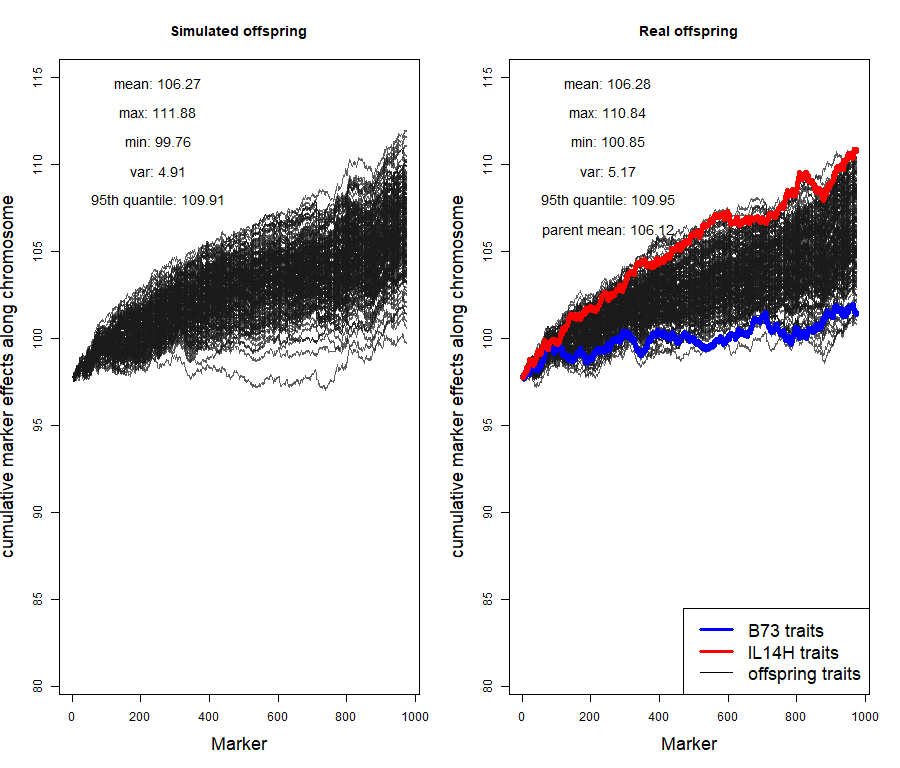 Simulated offspring
mean: 106.27
max: 111.88
min: 99.76
var: 4.91
95th quantile: 109.91
cumulative marker effects along chromosome
115
110
105
100
95
90
85
80
0 200 400 600 800 1000
Marker
Real offspring
mean: 106.28
max: 110.84
min: 100.85
var: 5.17
95th quantile: 109.95
parent mean: 106.12
cumulative marker effects along chromosome
115
110
105
100
95
90
85
80
B73 traits
IL14H traits
offspring traits
0 200 400 600 800 1000
Marker